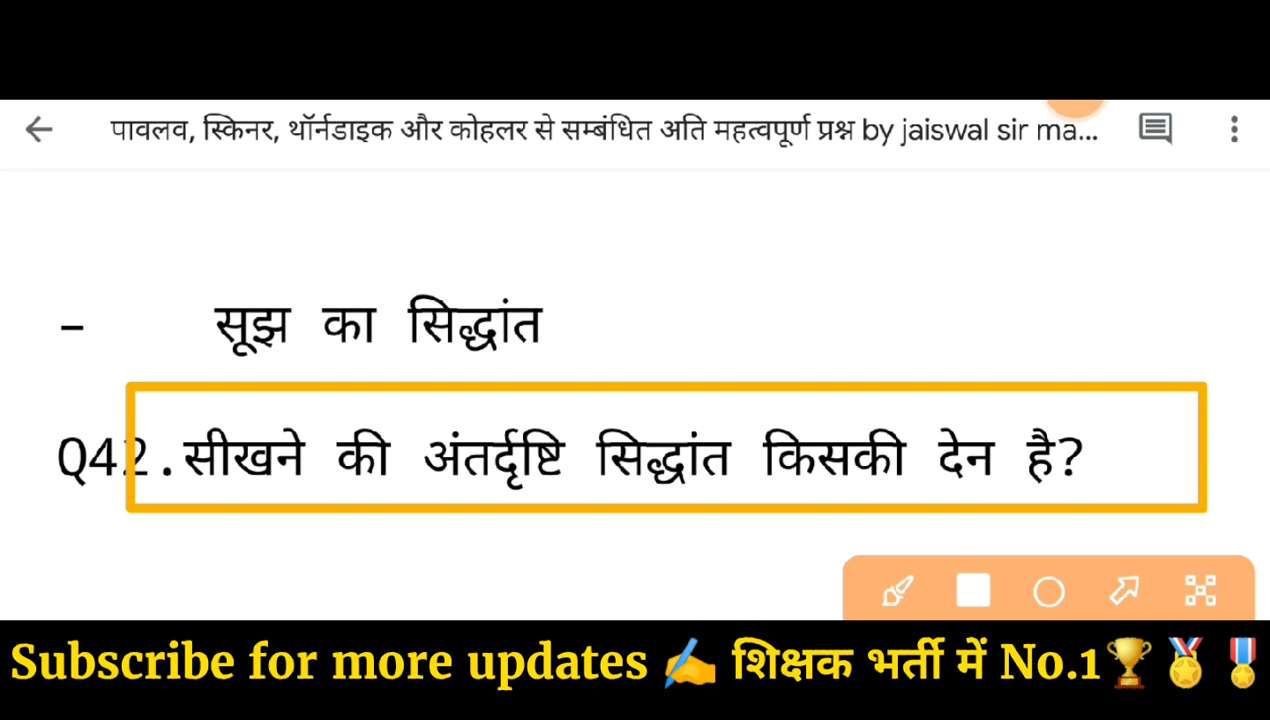 पावलव, स्किनर, थॉर्नडाइक और कोहलर से सम्बंधित अति महत्वपूर्ण प्रश्न by jaiswal sir ma...
- सूझ का सिद्धांत
Q42.सीखने की अंतर्दृष्टि सिद्धांत किसकी देन है?
Subscribe for more updates ✍️ शिक्षक भर्ती में No.1🏆🏅🎖️